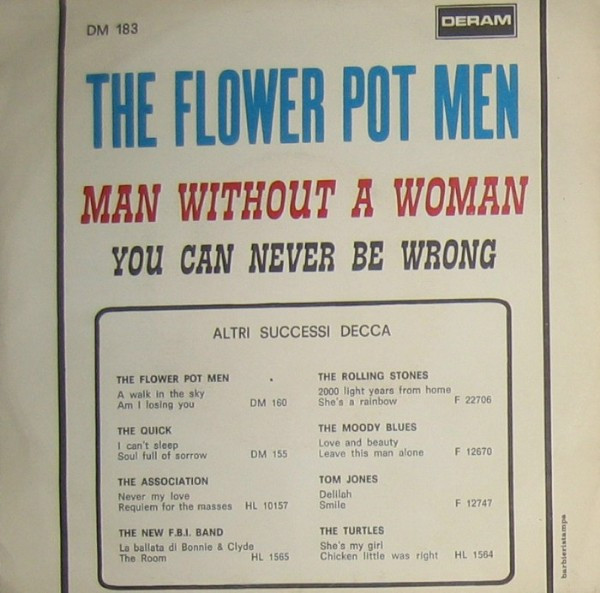 DM 183
DERAM
THE FLOWER POT MEN
MAN WITHOUT A WOMAN
YOU CAN NEVER BE WRONG
ALTRI SUCCESSI DECCA
THE FLOWER POT MEN
A walk in the sky
Am I losing you DM 160
THE QUICK
I can't sleep
Soul full of sorrow DM 155
THE ASSOCIATION
Never my love
Requiem for the masses HL 10157
THE NEW F.B.I. BAND
La ballata di Bonnie & Clyde
The Room HL 1565
THE ROLLING STONES
2000 light years from home
She's a rainbow F 22706
THE MOODY BLUES
Love and beauty
Leave this man alone F 12670
TOM JONES
Delilah
Smile F 12747
THE TURTLES
She's my girl
Chicken little was right HL 1564
barbieristampa